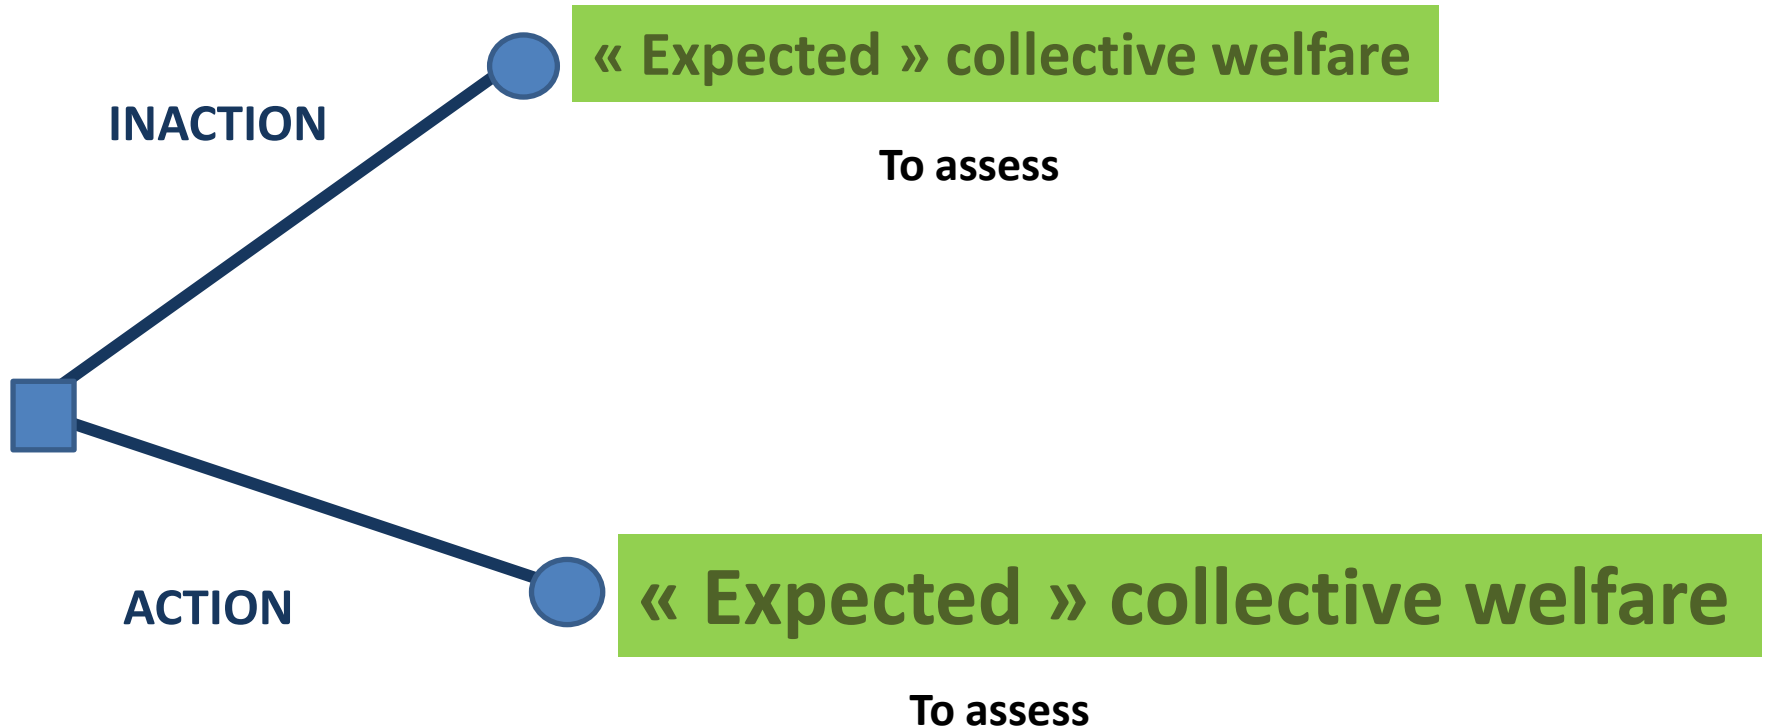 « Expected » collective welfare
INACTION
To assess
« Expected » collective welfare
ACTION
To assess